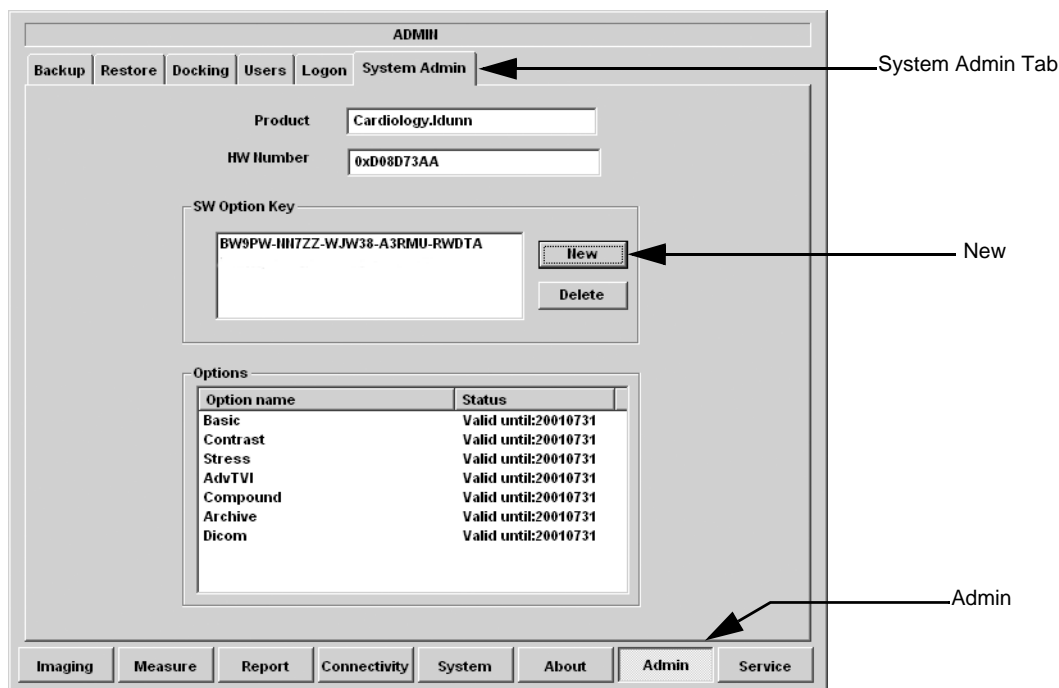 ADMIN
Backup Restore Docking Users Logon System Admin
System Admin Tab
Product Cardiology.Idunn
HW Number 0xD08D73AA
SW Option Key
BW9PW-NN7ZZ-WJW38-A3RMU-RWDTA
New
New
Delete
Options
Option name Status
Basic Valid until:20010731
Contrast Valid until:20010731
Stress Valid until:20010731
AdvTVI Valid until:20010731
Compound Valid until:20010731
Archive Valid until:20010731
Dicom Valid until:20010731
Admin
Imaging Measure Report Connectivity System About Admin Service